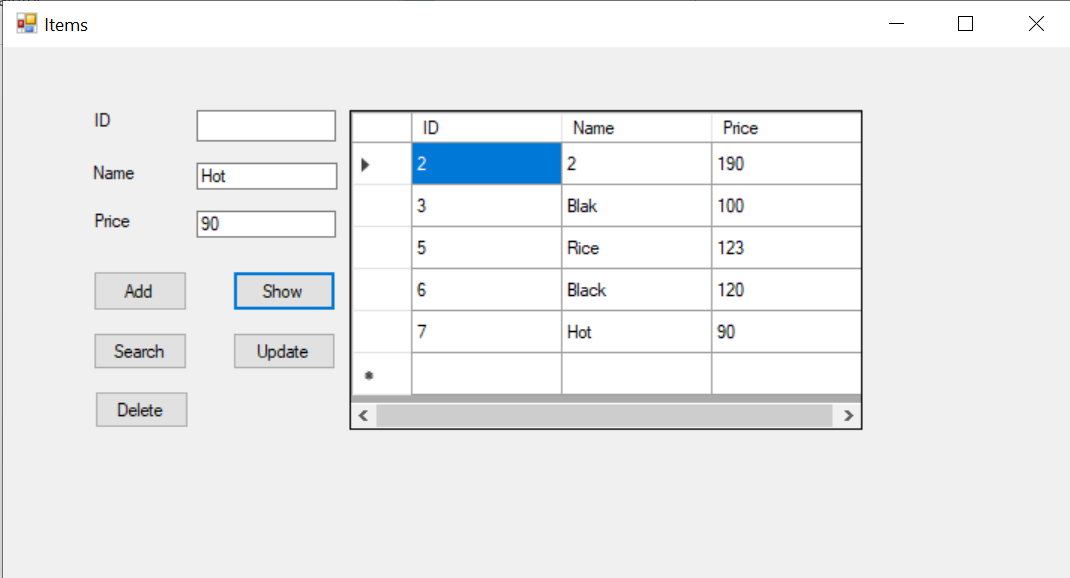 Items
ID
Name Hot
Price 90
Add Show
Search Update
Delete
ID Name Price
2 2 190
3 Blak 100
5 Rice 123
6 Black 120
7 Hot 90